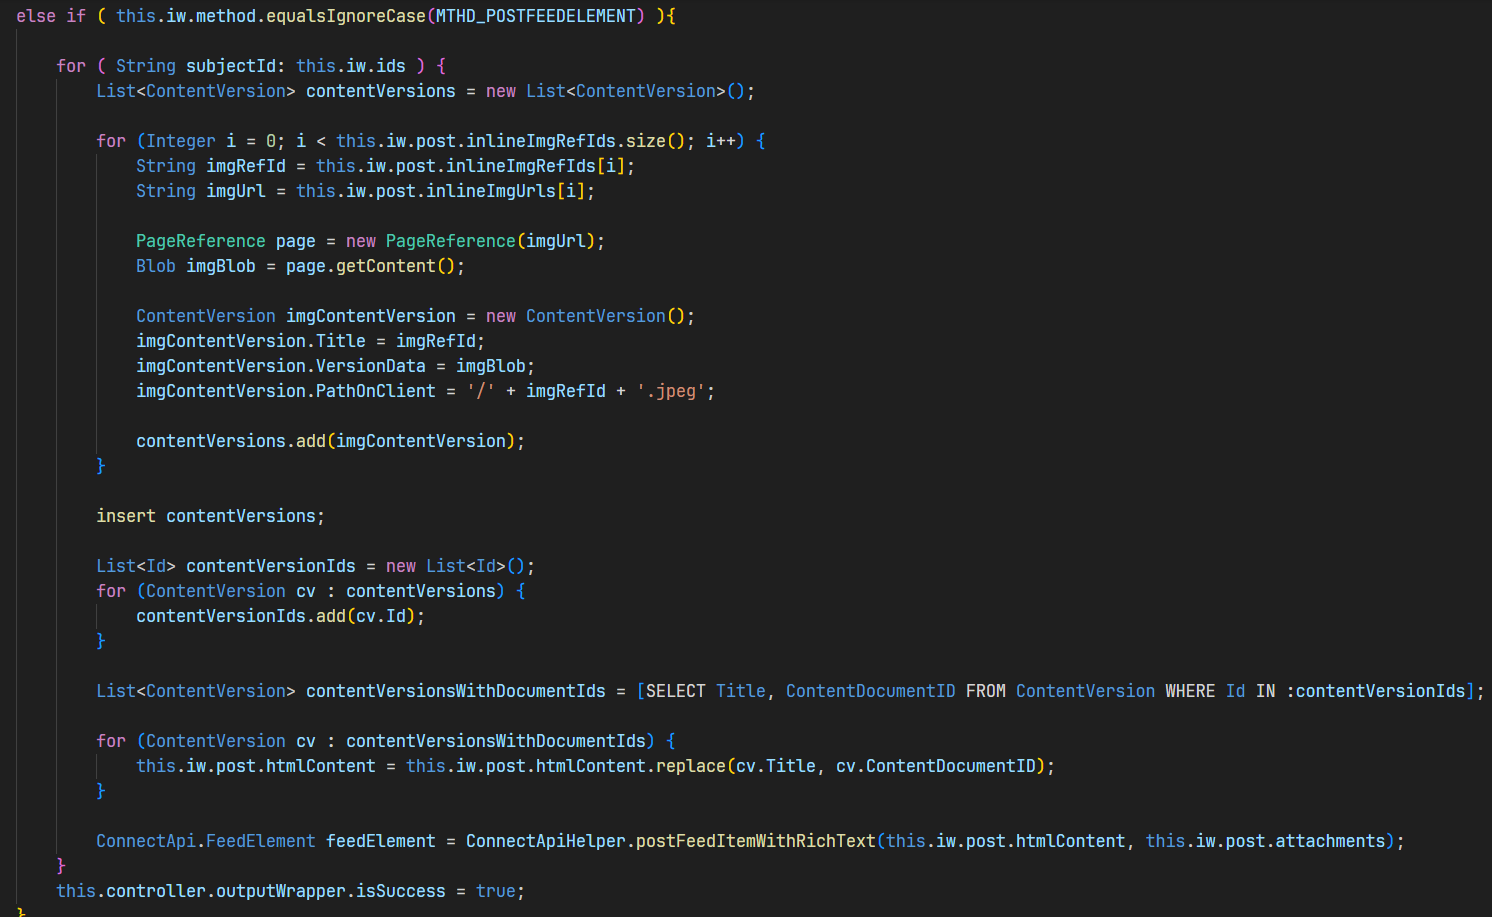 else if ( this.iw.method.equalsIgnoreCase(MTHD_POSTFEEDELEMENT) ){
for ( String subjectId: this.iw.ids ) {
List<ContentVersion> contentVersions = new List<ContentVersion>();
for (Integer i = 0; i < this.iw.post.inlineImgRefIds.size(); i++) {
String imgRefId = this.iw.post.inlineImgRefIds[i];
String imgUrl = this.iw.post.inlineImgUrls[i];
PageReference page = new PageReference(imgUrl);
Blob imgBlob = page.getContent();
ContentVersion imgContentVersion = new ContentVersion();
imgContentVersion.Title = imgRefId;
imgContentVersion.VersionData = imgBlob;
imgContentVersion.PathOnClient = '/' + imgRefId + '.jpeg';
contentVersions.add(imgContentVersion);
}
insert contentVersions;
List<Id> contentVersionIds = new List<Id>();
for (ContentVersion cv : contentVersions) {
contentVersionIds.add(cv.Id);
}
List<ContentVersion> contentVersionsWithDocumentIds = [SELECT Title, ContentDocumentID FROM ContentVersion WHERE Id IN :contentVersionIds];
for (ContentVersion cv : contentVersionsWithDocumentIds) {
this.iw.post.htmlContent = this.iw.post.htmlContent.replace(cv.Title, cv.ContentDocumentID);
}
ConnectApi.FeedElement feedElement = ConnectApiHelper.postFeedItemWithRichText(this.iw.post.htmlContent, this.iw.post.attachments);
}
this.controller.outputWrapper.isSuccess = true;
}